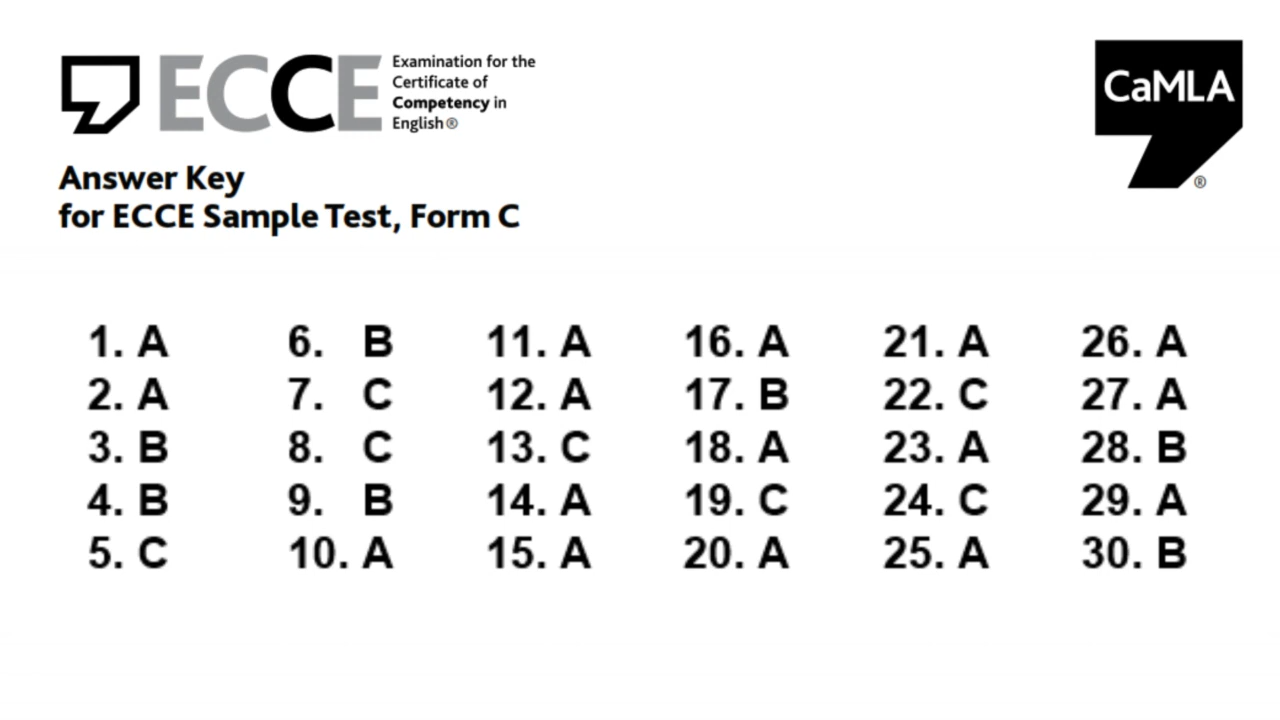 ECCE
Examination for the
Certificate of
Competency in
English®
CaMLA
®
Answer Key
for ECCE Sample Test, Form C
1. A 6. B 11. A 16. A 21. A 26. A
2. A 7. C 12. A 17. B 22. C 27. A
3. B 8. C 13. C 18. A 23. A 28. B
4. B 9. B 14. A 19. C 24. C 29. A
5. C 10. A 15. A 20. A 25. A 30. B